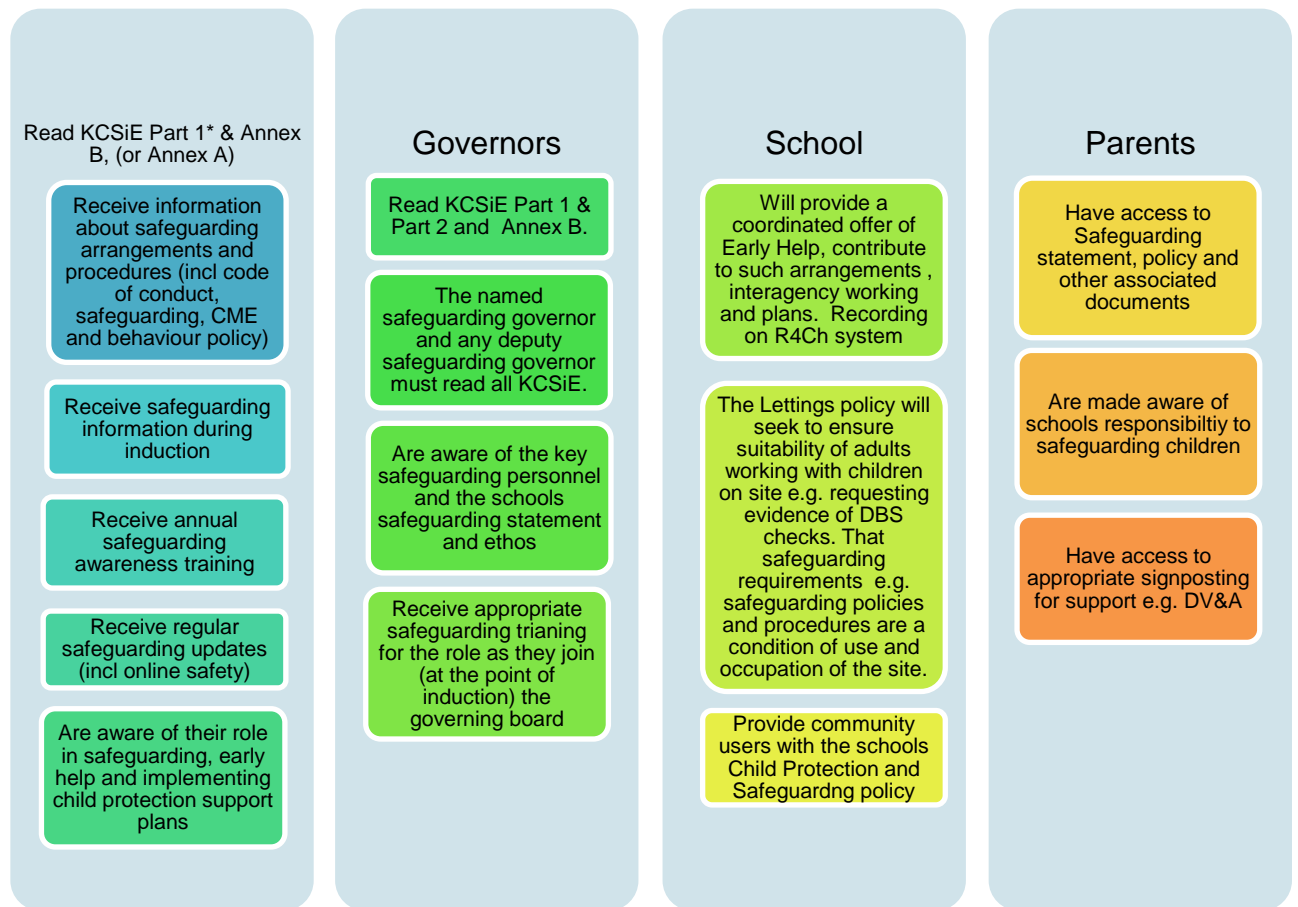 Read KCSiE Part 1* & Annex
B, (or Annex A)
Receive information
about safeguarding
arrangements and
procedures (incl code
of conduct,
safeguarding, CME
and behaviour policy)
Receive safeguarding
information during
induction
Receive annual
safeguarding
awareness training
Receive regular
safeguarding updates
(incl online safety)
Are aware of their role
in safeguarding, early
help and implementing
child protection support
plans
Governors
Read KCSiE Part 1 &
Part 2 and Annex B.
The named
safeguarding governor
and any deputy
safeguarding governor
must read all KCSiE.
Are aware of the key
safeguarding personnel
and the schools
safeguarding statement
and ethos
Receive appropriate
safeguarding trianing
for the role as they join
(at the point of
induction) the
governing board
School
Will provide a
coordinated offer of
Early Help, contribute
to such arrangements ,
interagency working
and plans. Recording
on R4Ch system
The Lettings policy will
seek to ensure
suitability of adults
working with children
on site e.g. requesting
evidence of DBS
checks. That
safeguarding
requirements e.g.
safeguarding policies
and procedures are a
condition of use and
occupation of the site.
Provide community
users with the schools
Child Protection and
Safeguardng policy
Parents
Have access to
Safeguarding
statement, policy and
other associated
documents
Are made aware of
schools responsibiltiy to
safeguarding children
Have access to
appropriate signposting
for support e.g. DV&A